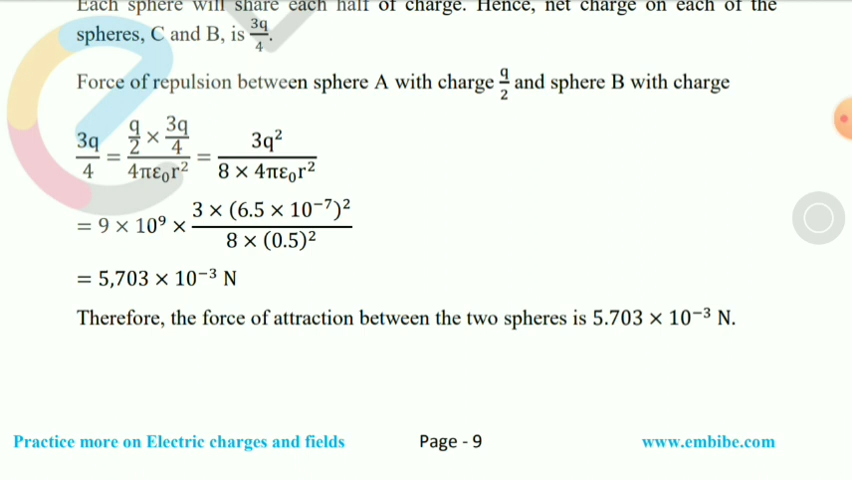 Each sphere will share each half of charge. Hence, net charge on each of the
spheres, C and B, is 3q/4.
Force of repulsion between sphere A with charge q/2 and sphere B with charge
3q/4 = (q/2 × 3q/4)/(4πε₀r²) = 3q²/(8 × 4πε₀r²)
= 9 × 10⁹ × (3 × (6.5 × 10⁻⁷)²)/(8 × (0.5)²)
= 5,703 × 10⁻³ N
Therefore, the force of attraction between the two spheres is 5.703 × 10⁻³ N.
Practice more on Electric charges and fields Page - 9 www.embibe.com